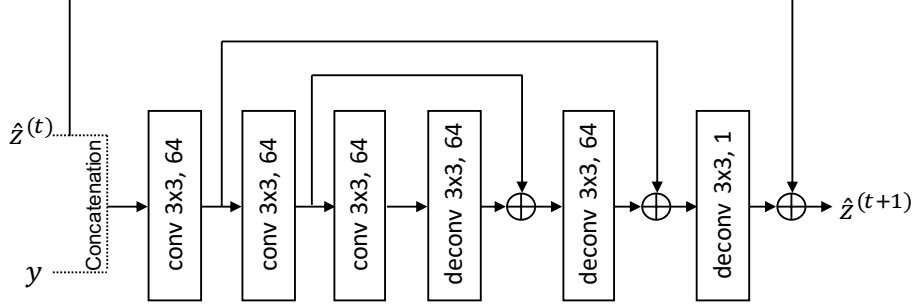 ẑ⁽ᵗ⁾
y
Concatenation
conv 3x3, 64
conv 3x3, 64
conv 3x3, 64
deconv 3x3, 64
deconv 3x3, 64
deconv 3x3, 1
ẑ⁽ᵗ⁺¹⁾